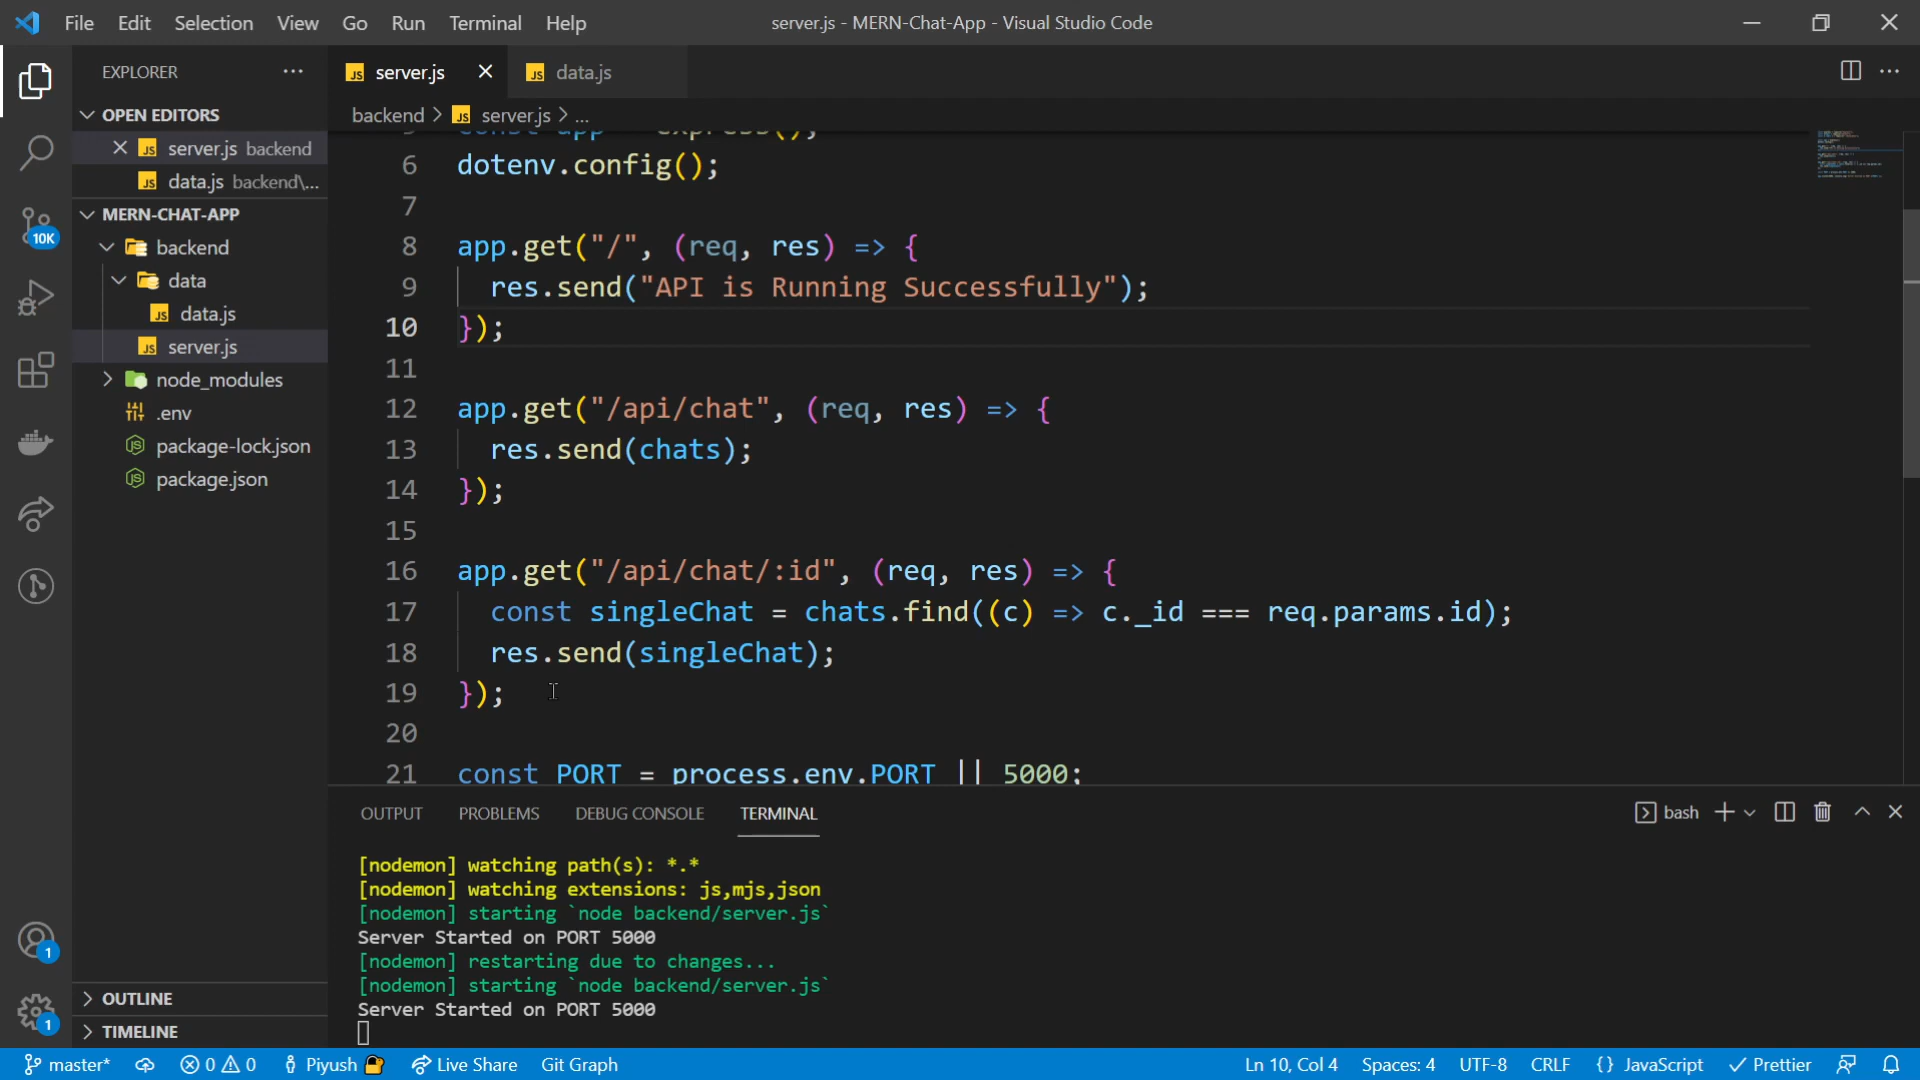 File Edit Selection View Go Run Terminal Help server.js - MERN-Chat-App - Visual Studio Code
EXPLORER ···
server.js
data.js
OPEN EDITORS
server.js backend
data.js backend\...
MERN-CHAT-APP
backend
data
data.js
server.js
node_modules
.env
package-lock.json
package.json
OUTLINE
TIMELINE
10K
1
1
backend > server.js > ...
const app = express();
6 dotenv.config();
7
8 app.get("/", (req, res) => {
9 res.send("API is Running Successfully");
10 });
11
12 app.get("/api/chat", (req, res) => {
13 res.send(chats);
14 });
15
16 app.get("/api/chat/:id", (req, res) => {
17 const singleChat = chats.find((c) => c._id === req.params.id);
18 res.send(singleChat);
19 });
20
21 const PORT = process.env.PORT || 5000;
OUTPUT PROBLEMS DEBUG CONSOLE TERMINAL bash
[nodemon] watching path(s): *.*
[nodemon] watching extensions: js,mjs,json
[nodemon] starting `node backend/server.js`
Server Started on PORT 5000
[nodemon] restarting due to changes...
[nodemon] starting `node backend/server.js`
Server Started on PORT 5000
master* 0 0 Piyush Live Share Git Graph Ln 10, Col 4 Spaces: 4 UTF-8 CRLF {} JavaScript Prettier